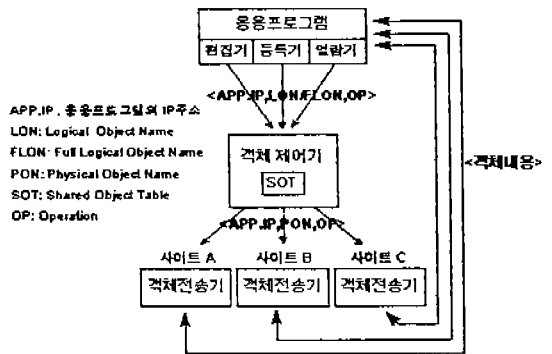 응용프로그램
편집기 등록기 열람기
<APP.IP,LON/FLON,OP>
APP.IP : 응용프로그램의 IP주소
LON: Logical Object Name
FLON: Full Logical Object Name
PON: Physical Object Name
SOT: Shared Object Table
OP: Operation
객체 제어기
SOT
<객체내용>
<APP.IP,PON,OP>
사이트 A 사이트 B 사이트 C
객체전송기 객체전송기 객체전송기